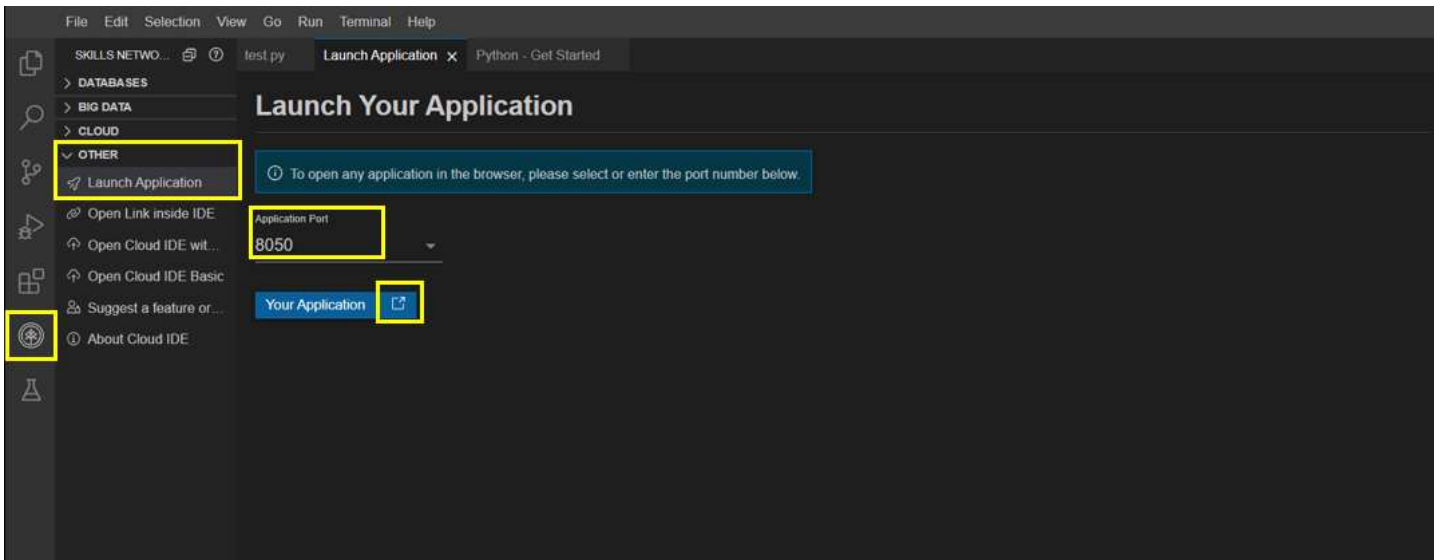 File Edit Selection View Go Run Terminal Help
SKILLS NETWO...
test.py Launch Application Python - Get Started
DATABASES
BIG DATA
CLOUD
OTHER
Launch Application
Open Link inside IDE
Open Cloud IDE wit...
Open Cloud IDE Basic
Suggest a feature or...
About Cloud IDE
Launch Your Application
To open any application in the browser, please select or enter the port number below.
Application Port
8050
Your Application